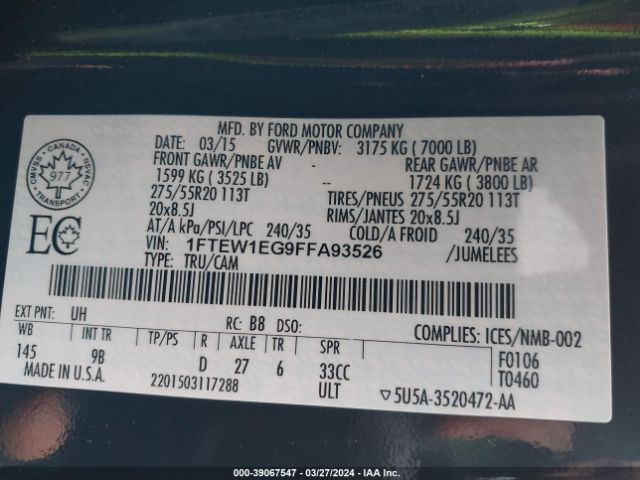 MFD. BY FORD MOTOR COMPANY
DATE: 03/15 GVWR/PNBV: 3175 KG ( 7000 LB)
FRONT GAWR/PNBE AV REAR GAWR/PNBE AR
1599 KG ( 3525 LB) -- 1724 KG ( 3800 LB)
275/55R20 113T TIRES/PNEUS 275/55R20 113T
20x8.5J RIMS/JANTES 20x8.5J
AT/A kPa/PSI/LPC 240/35 COLD/A FROID 240/35
VIN: 1FTEW1EG9FFA93526 /JUMELEES
TYPE: TRU/CAM
CANADA
CMVSS NSVAC
977
TRANSPORT
EC
EXT PNT: UH RC: B8 DSO: COMPLIES: ICES/NMB-002
WB INT TR TP/PS R AXLE TR SPR F0106
145 9B D 27 6 33CC T0460
MADE IN U.S.A. 2201503117288 ULT ▽5U5A-3520472-AA
000-39067547 / 03/27/2024 / IAAI.COM